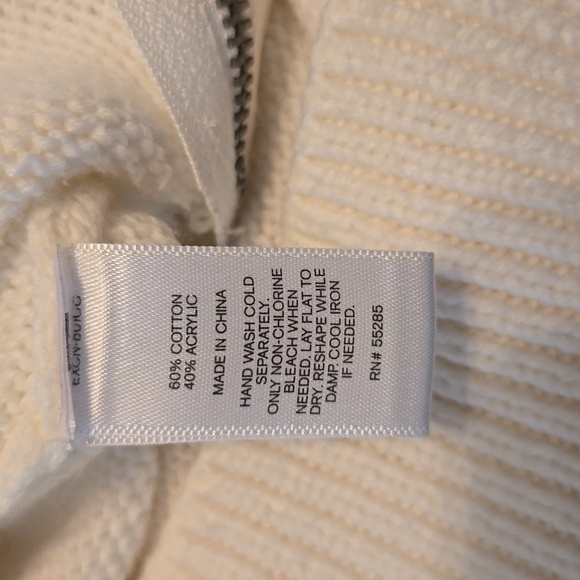 60% COTTON
40% ACRYLIC
MADE IN CHINA
HAND WASH COLD
SEPARATELY.
ONLY NON-CHLORINE
BLEACH WHEN
NEEDED. LAY FLAT TO
DRY. RESHAPE WHILE
DAMP. COOL IRON
IF NEEDED.
RN# 55285